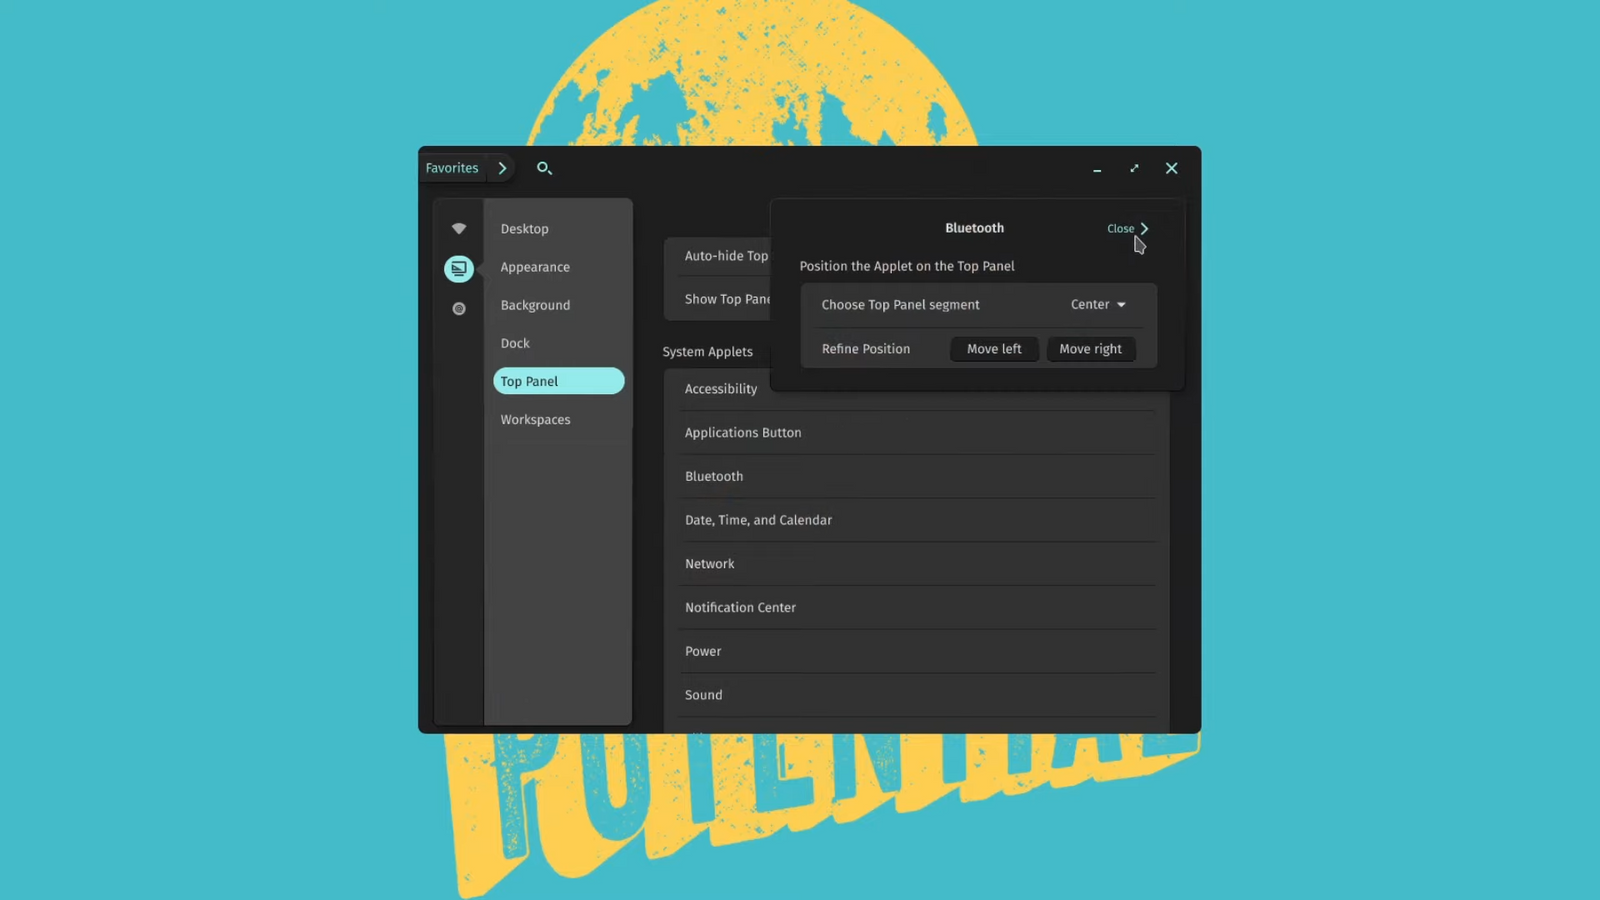 Favorites
Desktop
Appearance
Background
Dock
Top Panel
Workspaces
Auto-hide Top
Show Top Pane
System Applets
Accessibility
Applications Button
Bluetooth
Date, Time, and Calendar
Network
Notification Center
Power
Sound
Bluetooth
Close
Position the Applet on the Top Panel
Choose Top Panel segment Center
Refine Position Move left Move right
POTENTIAL